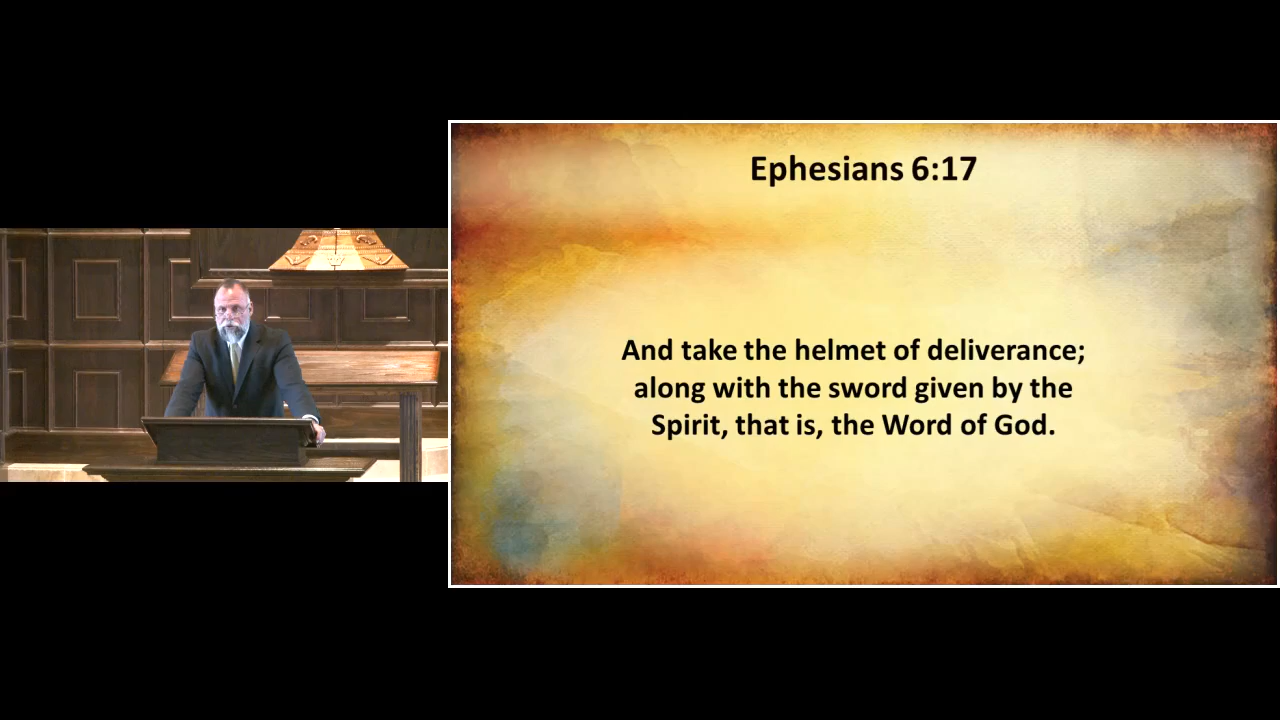 Ephesians 6:17
And take the helmet of deliverance;
along with the sword given by the
Spirit, that is, the Word of God.